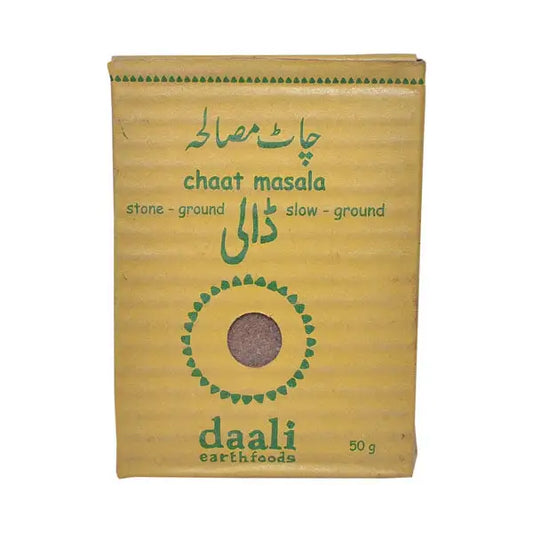 چاٹ مصالحہ
chaat masala
stone - ground slow - ground
ڈالی
daali
earthfoods
50 g